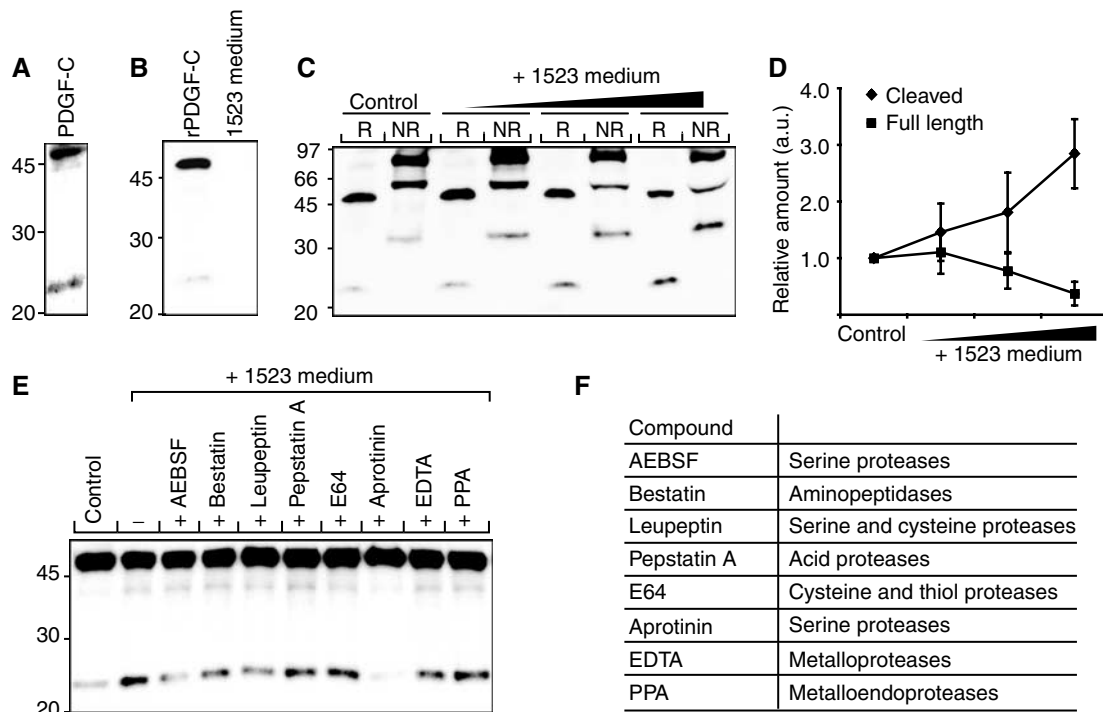 A
PDGF-C
45
30
20
B
rPDGF-C
1523 medium
45
30
20
C
+ 1523 medium
Control
R NR R NR R NR R NR
97
66
45
30
20
D
Cleaved
Full length
Relative amount (a.u.)
4.0
3.0
2.0
1.0
Control
+ 1523 medium
E
+ 1523 medium
Control
AEBSF
Bestatin
Leupeptin
Pepstatin A
E64
Aprotinin
EDTA
PPA
– + + + + + + + +
45
30
20
F
Compound
AEBSF Serine proteases
Bestatin Aminopeptidases
Leupeptin Serine and cysteine proteases
Pepstatin A Acid proteases
E64 Cysteine and thiol proteases
Aprotinin Serine proteases
EDTA Metalloproteases
PPA Metalloendoproteases